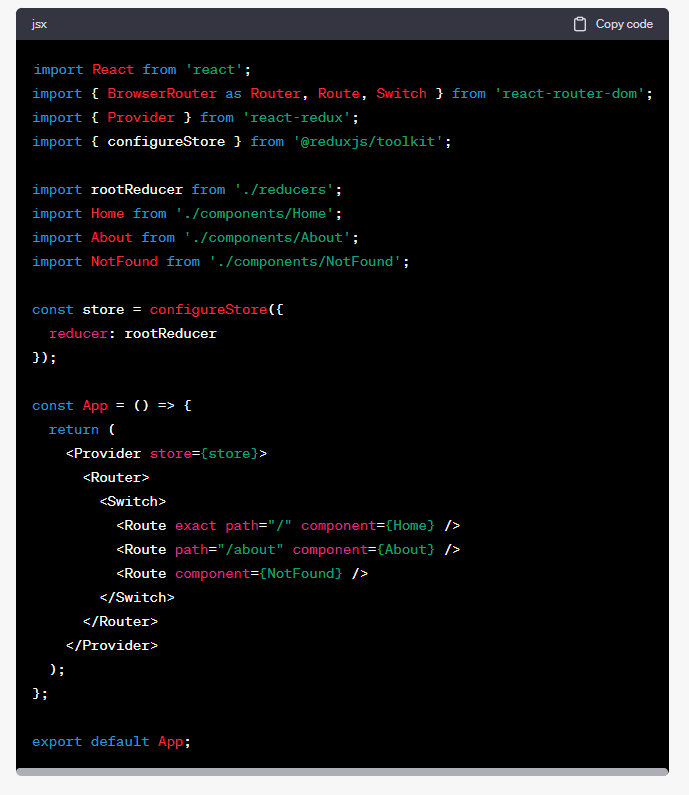 jsx
Copy code
import React from 'react';
import { BrowserRouter as Router, Route, Switch } from 'react-router-dom';
import { Provider } from 'react-redux';
import { configureStore } from '@reduxjs/toolkit';

import rootReducer from './reducers';
import Home from './components/Home';
import About from './components/About';
import NotFound from './components/NotFound';

const store = configureStore({
  reducer: rootReducer
});

const App = () => {
  return (
    <Provider store={store}>
      <Router>
        <Switch>
          <Route exact path="/" component={Home} />
          <Route path="/about" component={About} />
          <Route component={NotFound} />
        </Switch>
      </Router>
    </Provider>
  );
};

export default App;